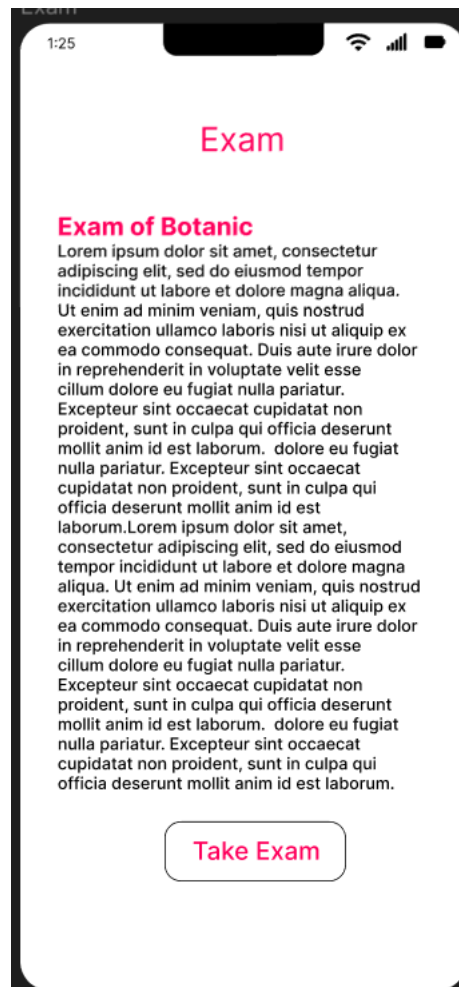 Exam
1:25
Exam
Exam of Botanic
Lorem ipsum dolor sit amet, consectetur
adipiscing elit, sed do eiusmod tempor
incididunt ut labore et dolore magna aliqua.
Ut enim ad minim veniam, quis nostrud
exercitation ullamco laboris nisi ut aliquip ex
ea commodo consequat. Duis aute irure dolor
in reprehenderit in voluptate velit esse
cillum dolore eu fugiat nulla pariatur.
Excepteur sint occaecat cupidatat non
proident, sunt in culpa qui officia deserunt
mollit anim id est laborum.  dolore eu fugiat
nulla pariatur. Excepteur sint occaecat
cupidatat non proident, sunt in culpa qui
officia deserunt mollit anim id est
laborum.Lorem ipsum dolor sit amet,
consectetur adipiscing elit, sed do eiusmod
tempor incididunt ut labore et dolore magna
aliqua. Ut enim ad minim veniam, quis nostrud
exercitation ullamco laboris nisi ut aliquip ex
ea commodo consequat. Duis aute irure dolor
in reprehenderit in voluptate velit esse
cillum dolore eu fugiat nulla pariatur.
Excepteur sint occaecat cupidatat non
proident, sunt in culpa qui officia deserunt
mollit anim id est laborum.  dolore eu fugiat
nulla pariatur. Excepteur sint occaecat
cupidatat non proident, sunt in culpa qui
officia deserunt mollit anim id est laborum.
Take Exam